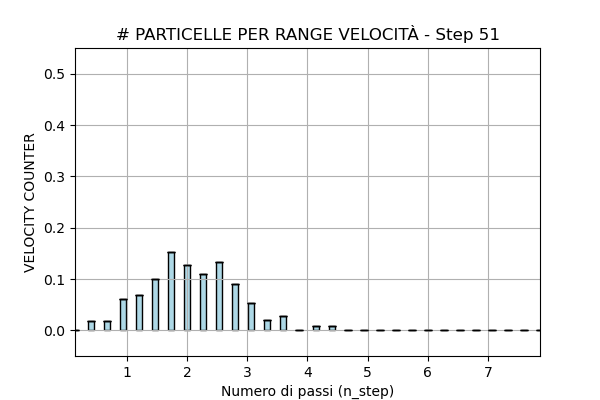 # PARTICELLE PER RANGE VELOCITÀ - Step 51
VELOCITY COUNTER
0.5
0.4
0.3
0.2
0.1
0.0
1 2 3 4 5 6 7
Numero di passi (n_step)